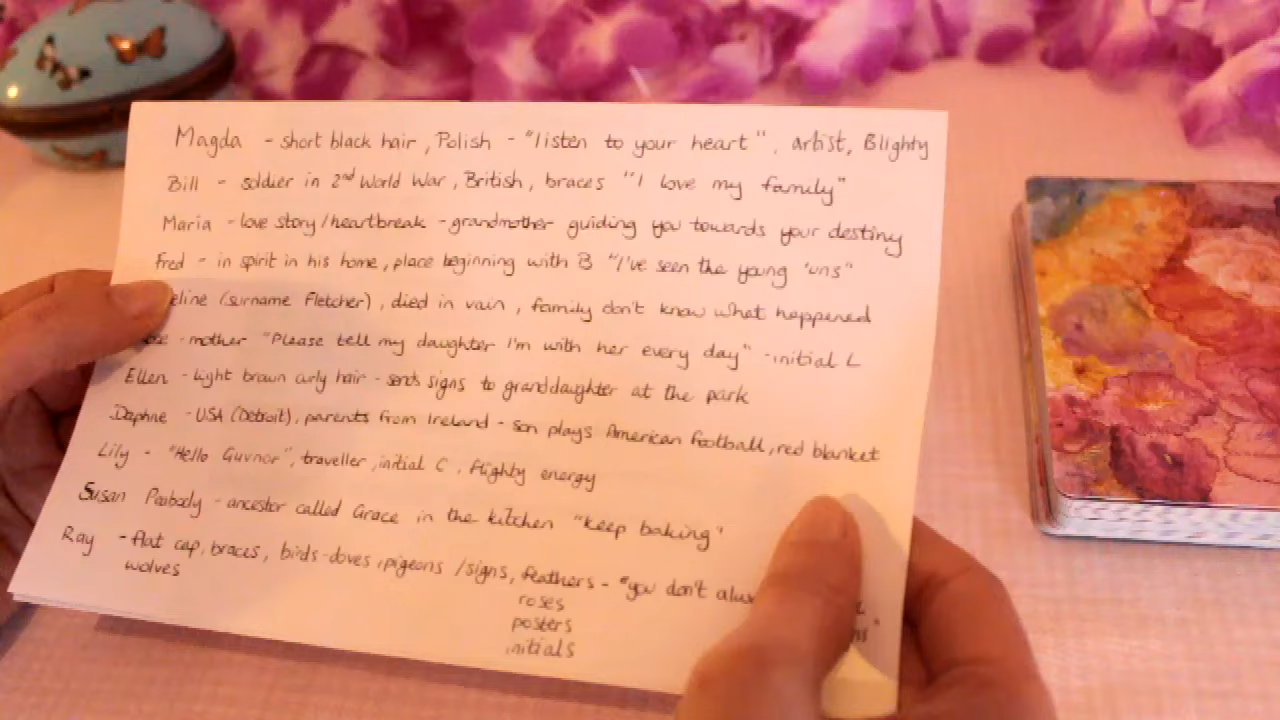 Magda - short black hair, Polish - "listen to your heart", artist, Blighty
Bill - soldier in 2nd World War, British, braces "I love my family"
Maria - love story/heartbreak - grandmother guiding you towards your destiny
Fred - in spirit in his home, place beginning with B "I've seen the young 'uns"
(surname Fletcher), died in vain, family don't know what happened
- mother "Please tell my daughter I'm with her every day" - initial L
Ellen - light brown curly hair - sends signs to granddaughter at the park
Daphne - USA (Detroit), parents from Ireland - son plays American football, red blanket
Lily - "Hello Guvnor", traveller, initial C, flighty energy
Susan Peabody - ancestor called Grace in the kitchen "keep baking"
Ray - flat cap, braces, birds-doves, pigeons /signs, feathers - "you don't
wolves
roses
posters
initials